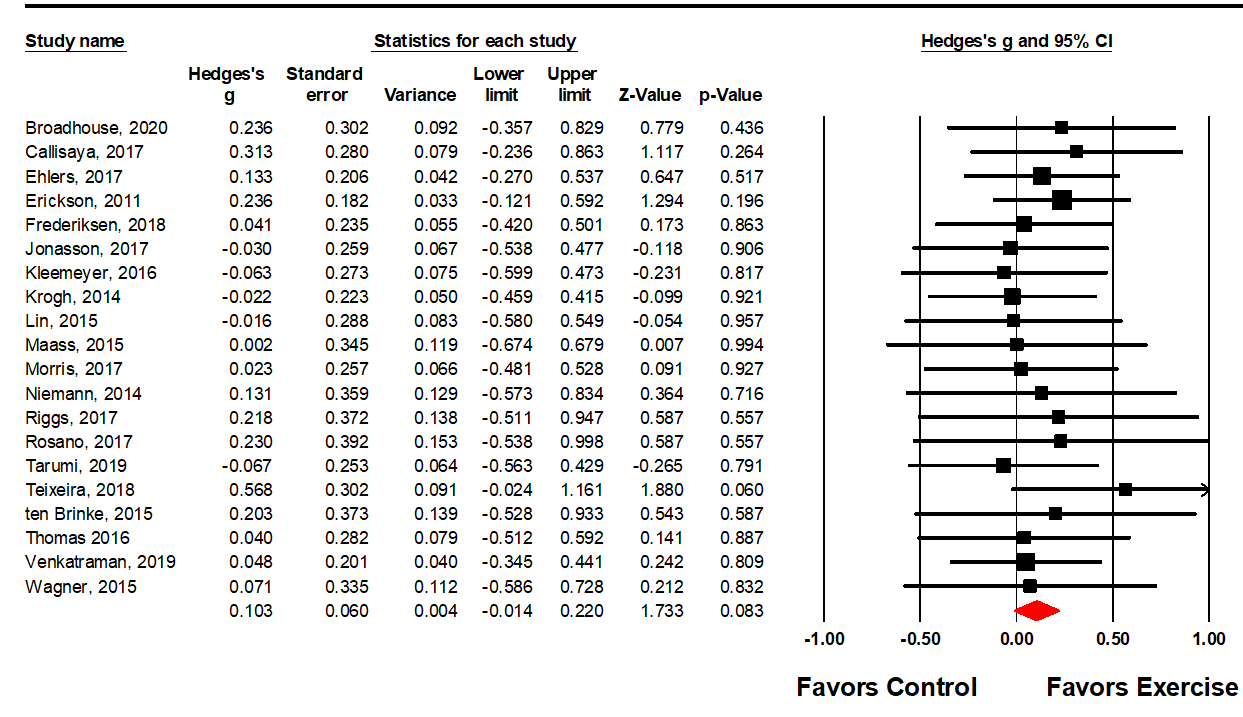 Study name Statistics for each study Hedges's g and 95% CI
Hedges's Standard Lower Upper
g error Variance limit limit Z-Value p-Value
Broadhouse, 2020 0.236 0.302 0.092 -0.357 0.829 0.779 0.436
Callisaya, 2017 0.313 0.280 0.079 -0.236 0.863 1.117 0.264
Ehlers, 2017 0.133 0.206 0.042 -0.270 0.537 0.647 0.517
Erickson, 2011 0.236 0.182 0.033 -0.121 0.592 1.294 0.196
Frederiksen, 2018 0.041 0.235 0.055 -0.420 0.501 0.173 0.863
Jonasson, 2017 -0.030 0.259 0.067 -0.538 0.477 -0.118 0.906
Kleemeyer, 2016 -0.063 0.273 0.075 -0.599 0.473 -0.231 0.817
Krogh, 2014 -0.022 0.223 0.050 -0.459 0.415 -0.099 0.921
Lin, 2015 -0.016 0.288 0.083 -0.580 0.549 -0.054 0.957
Maass, 2015 0.002 0.345 0.119 -0.674 0.679 0.007 0.994
Morris, 2017 0.023 0.257 0.066 -0.481 0.528 0.091 0.927
Niemann, 2014 0.131 0.359 0.129 -0.573 0.834 0.364 0.716
Riggs, 2017 0.218 0.372 0.138 -0.511 0.947 0.587 0.557
Rosano, 2017 0.230 0.392 0.153 -0.538 0.998 0.587 0.557
Tarumi, 2019 -0.067 0.253 0.064 -0.563 0.429 -0.265 0.791
Teixeira, 2018 0.568 0.302 0.091 -0.024 1.161 1.880 0.060
ten Brinke, 2015 0.203 0.373 0.139 -0.528 0.933 0.543 0.587
Thomas 2016 0.040 0.282 0.079 -0.512 0.592 0.141 0.887
Venkatraman, 2019 0.048 0.201 0.040 -0.345 0.441 0.242 0.809
Wagner, 2015 0.071 0.335 0.112 -0.586 0.728 0.212 0.832
0.103 0.060 0.004 -0.014 0.220 1.733 0.083
-1.00 -0.50 0.00 0.50 1.00
Favors Control Favors Exercise